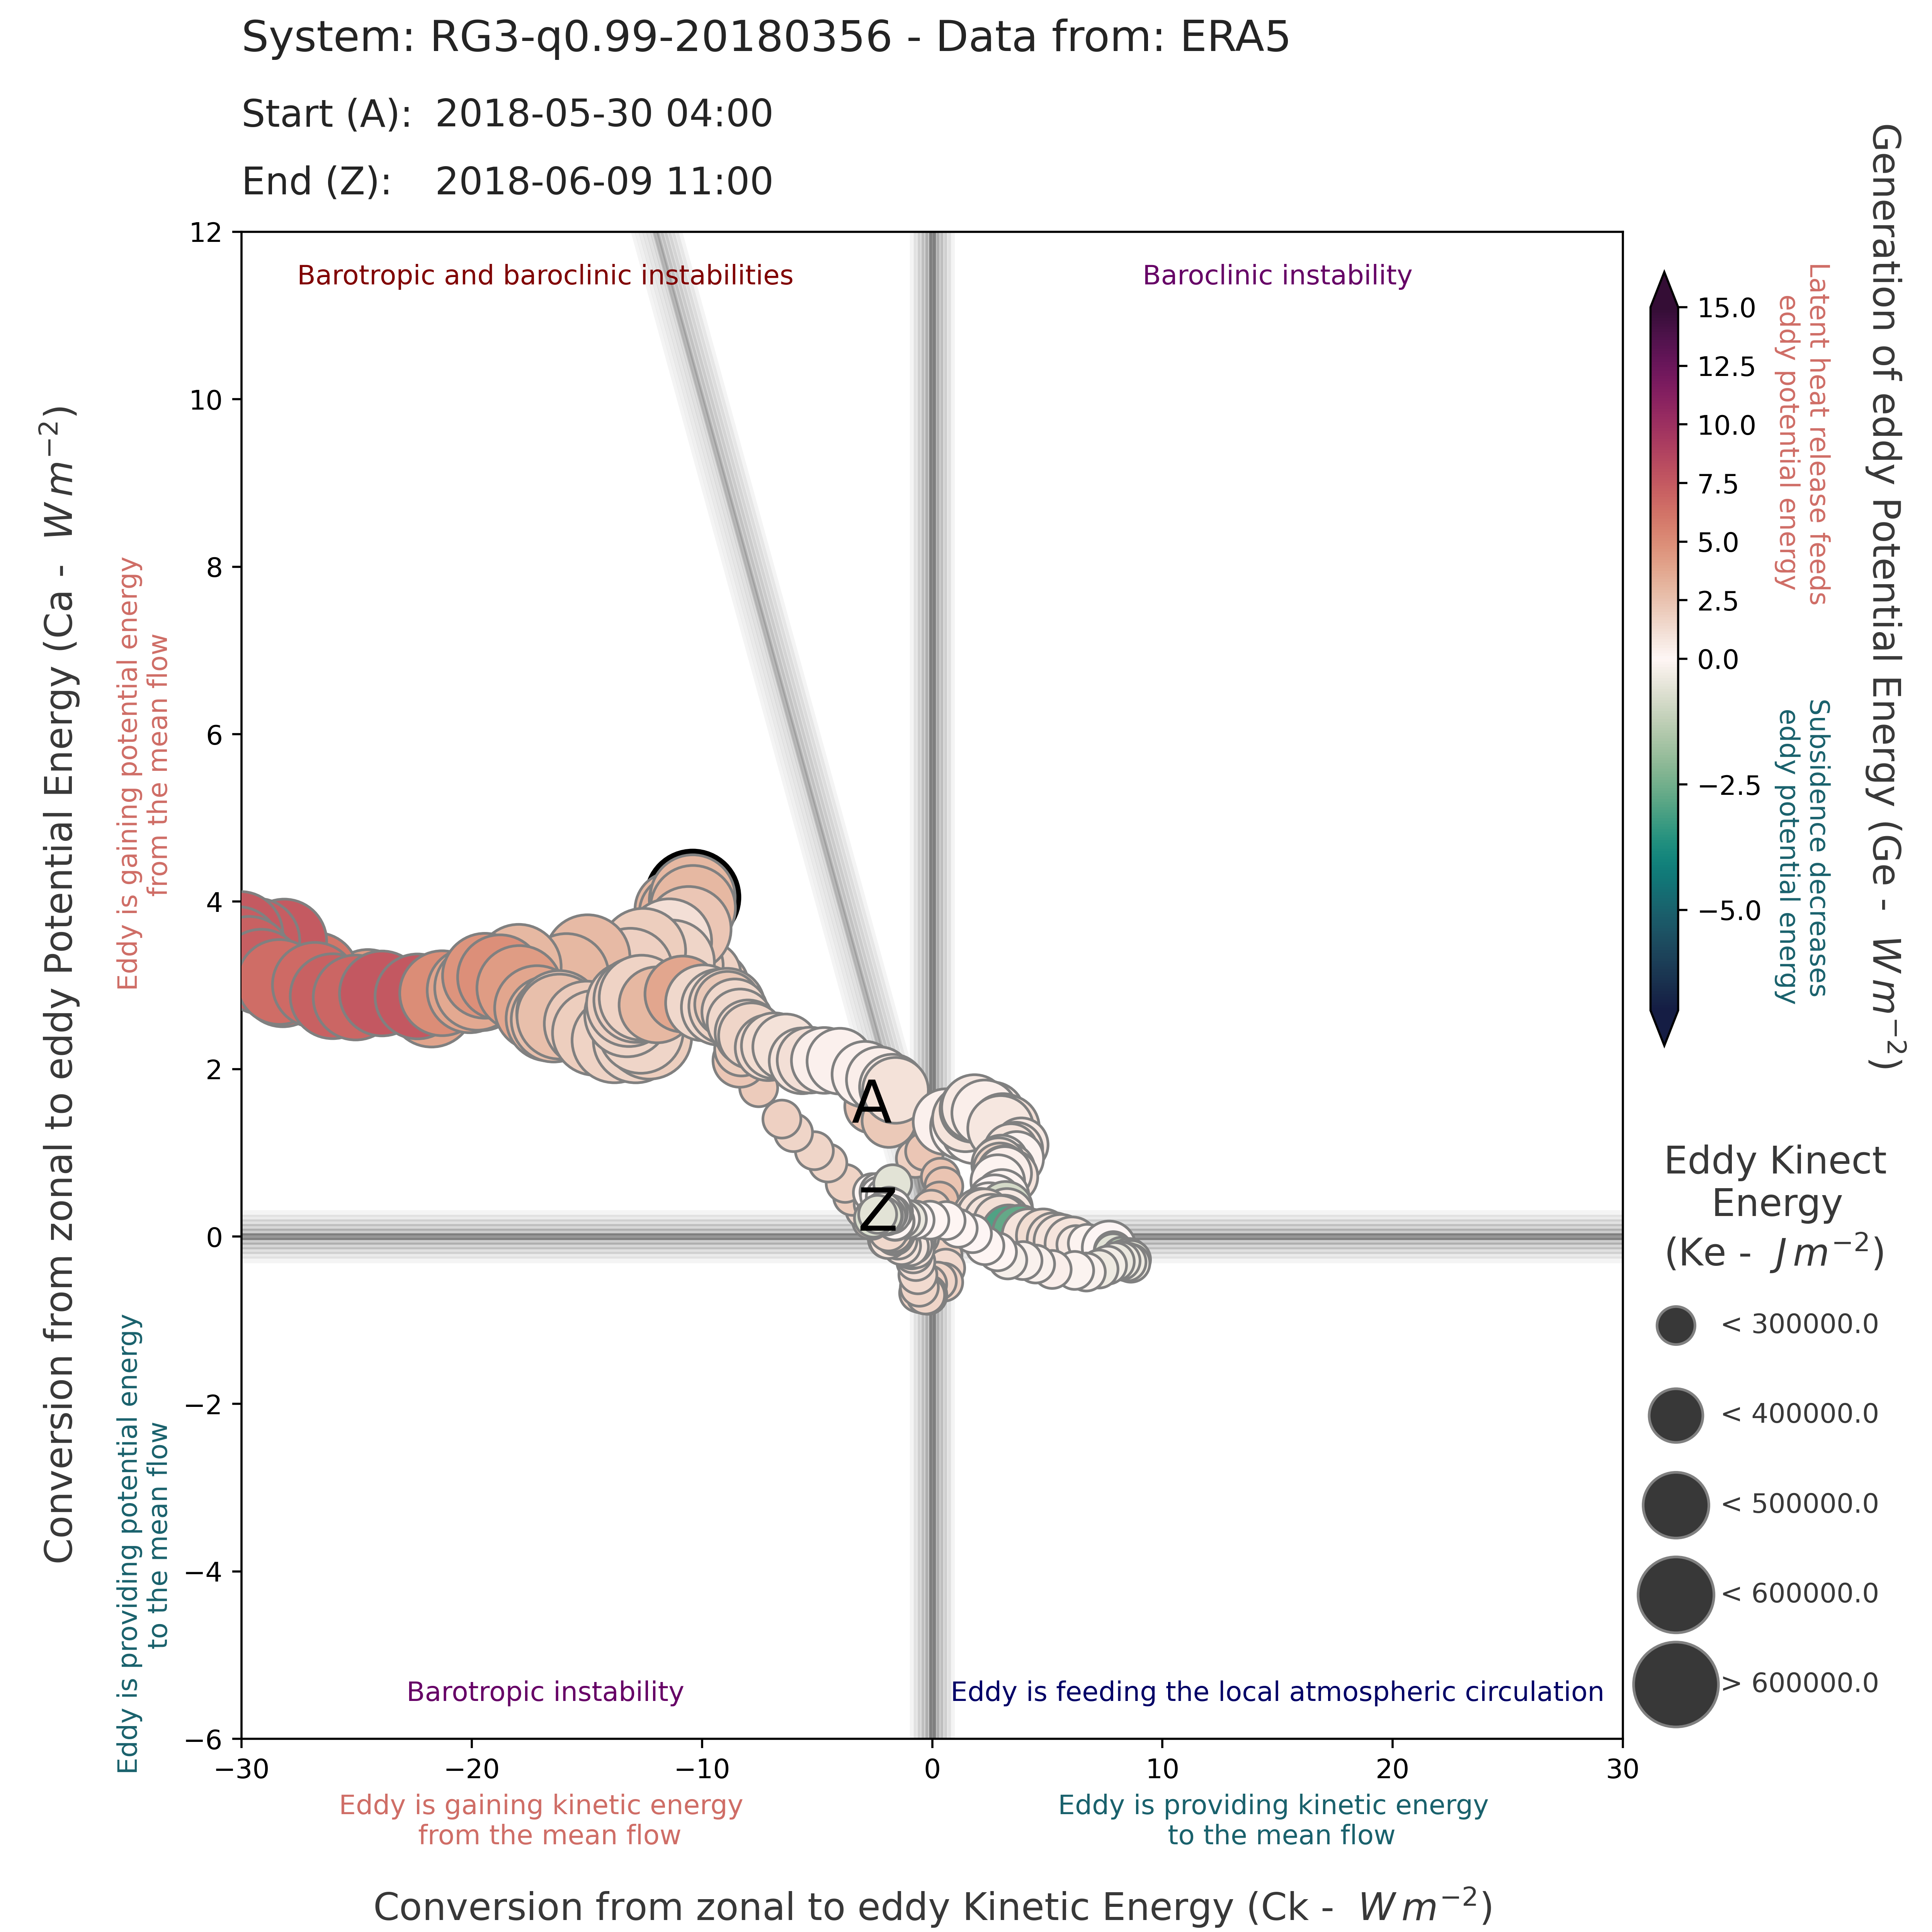 System: RG3-q0.99-20180356 - Data from: ERA5
Start (A): 2018-05-30 04:00
End (Z): 2018-06-09 11:00
Conversion from zonal to eddy Potential Energy (Ca - W m⁻²)
Eddy is gaining potential energy
from the mean flow
Eddy is providing potential energy
to the mean flow
12
10
8
6
4
2
0
−2
−4
−6
Barotropic and baroclinic instabilities
Baroclinic instability
A
Z
Barotropic instability
Eddy is feeding the local atmospheric circulation
−30
−20
−10
0
10
20
30
Eddy is gaining kinetic energy
from the mean flow
Eddy is providing kinetic energy
to the mean flow
Conversion from zonal to eddy Kinetic Energy (Ck - W m⁻²)
15.0
12.5
10.0
7.5
5.0
2.5
0.0
−2.5
−5.0
Latent heat release feeds
eddy potential energy
Subsidence decreases
eddy potential energy
Generation of eddy Potential Energy (Ge - W m⁻²)
Eddy Kinect
Energy
(Ke - J m⁻²)
< 300000.0
< 400000.0
< 500000.0
< 600000.0
> 600000.0